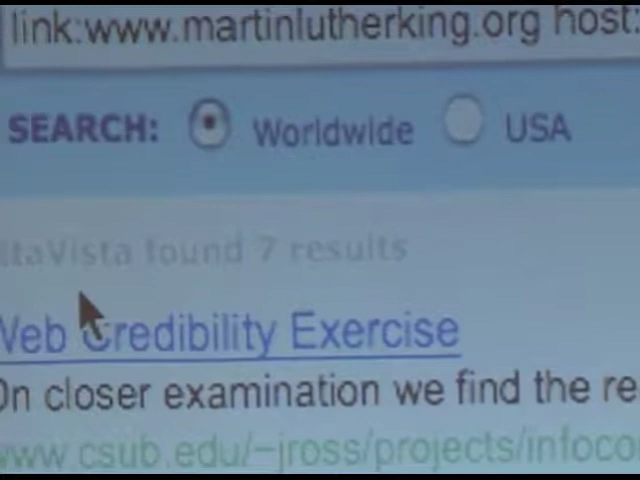 link:www.martinlutherking.org host:
SEARCH: Worldwide USA
ltaVista found 7 results
Web Credibility Exercise
On closer examination we find the re
www.csub.edu/~jross/projects/infoco